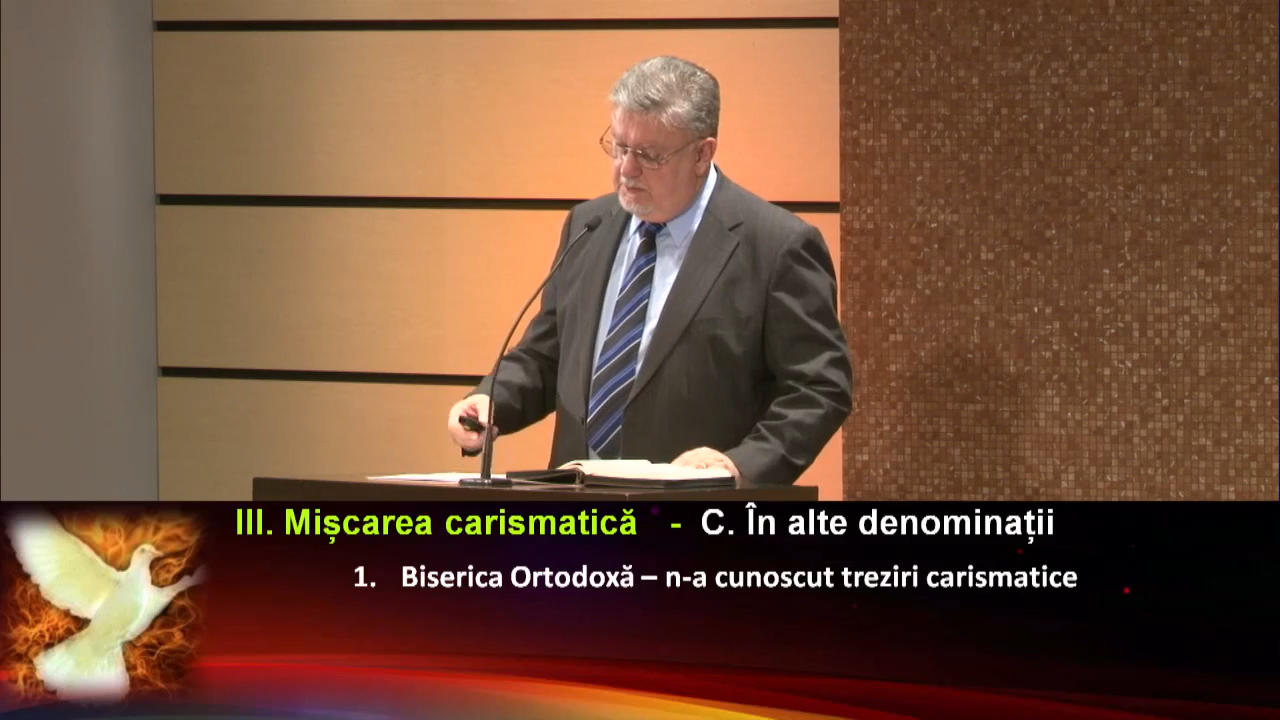 III. Mișcarea carismatică - C. În alte denominații
1. Biserica Ortodoxă – n-a cunoscut treziri carismatice